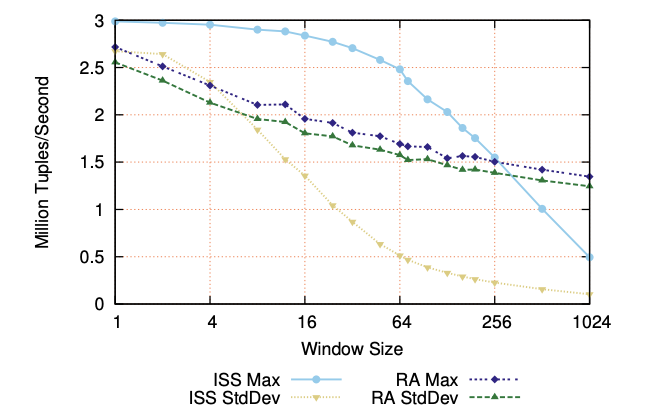 3
2.5
2
1.5
1
0.5
0
Million Tuples/Second
1 4 16 64 256 1024
Window Size
ISS Max RA Max
ISS StdDev RA StdDev